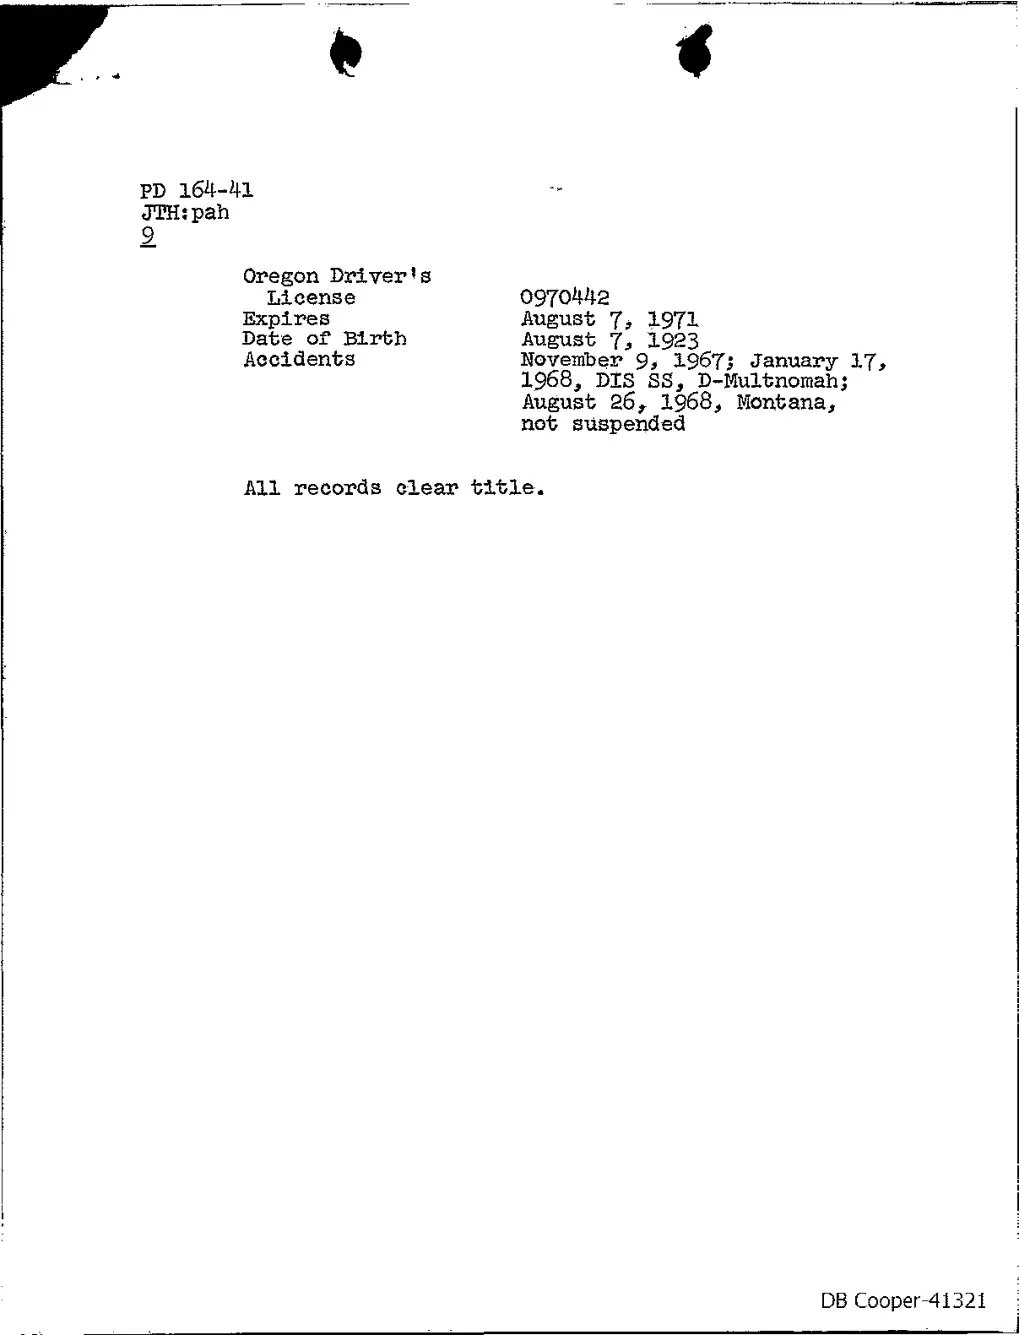 PD 164-41
JTH:pah
9
Oregon Driver's
License 0970442
Expires August 7, 1971
Date of Birth August 7, 1923
Accidents November 9, 1967; January 17,
1968, DIS SS, D-Multnomah;
August 26, 1968, Montana,
not suspended
All records clear title.
DB Cooper-41321